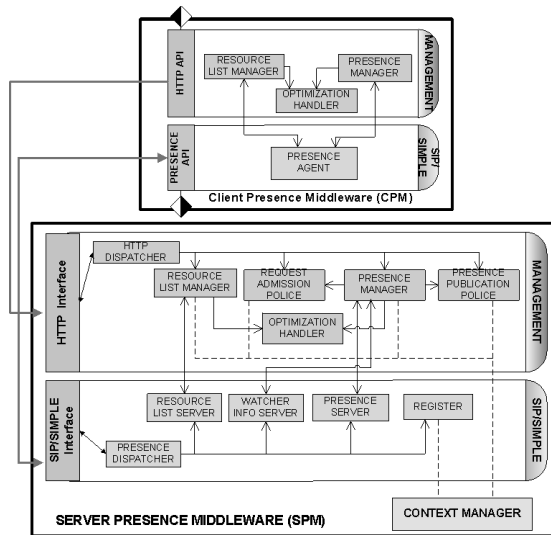 HTTP API
RESOURCE
LIST MANAGER
PRESENCE
MANAGER
OPTIMIZATION
HANDLER
MANAGEMENT
PRESENCE
API
PRESENCE
AGENT
SIP/
SIMPLE
Client Presence Middleware (CPM)
HTTP Interface
HTTP
DISPATCHER
RESOURCE
LIST MANAGER
REQUEST
ADMISSION
POLICE
PRESENCE
MANAGER
PRESENCE
PUBLICATION
POLICE
OPTIMIZATION
HANDLER
MANAGEMENT
SIP/SIMPLE
Interface
RESOURCE
LIST SERVER
WATCHER
INFO SERVER
PRESENCE
SERVER
REGISTER
PRESENCE
DISPATCHER
SIP/SIMPLE
SERVER PRESENCE MIDDLEWARE (SPM)
CONTEXT MANAGER